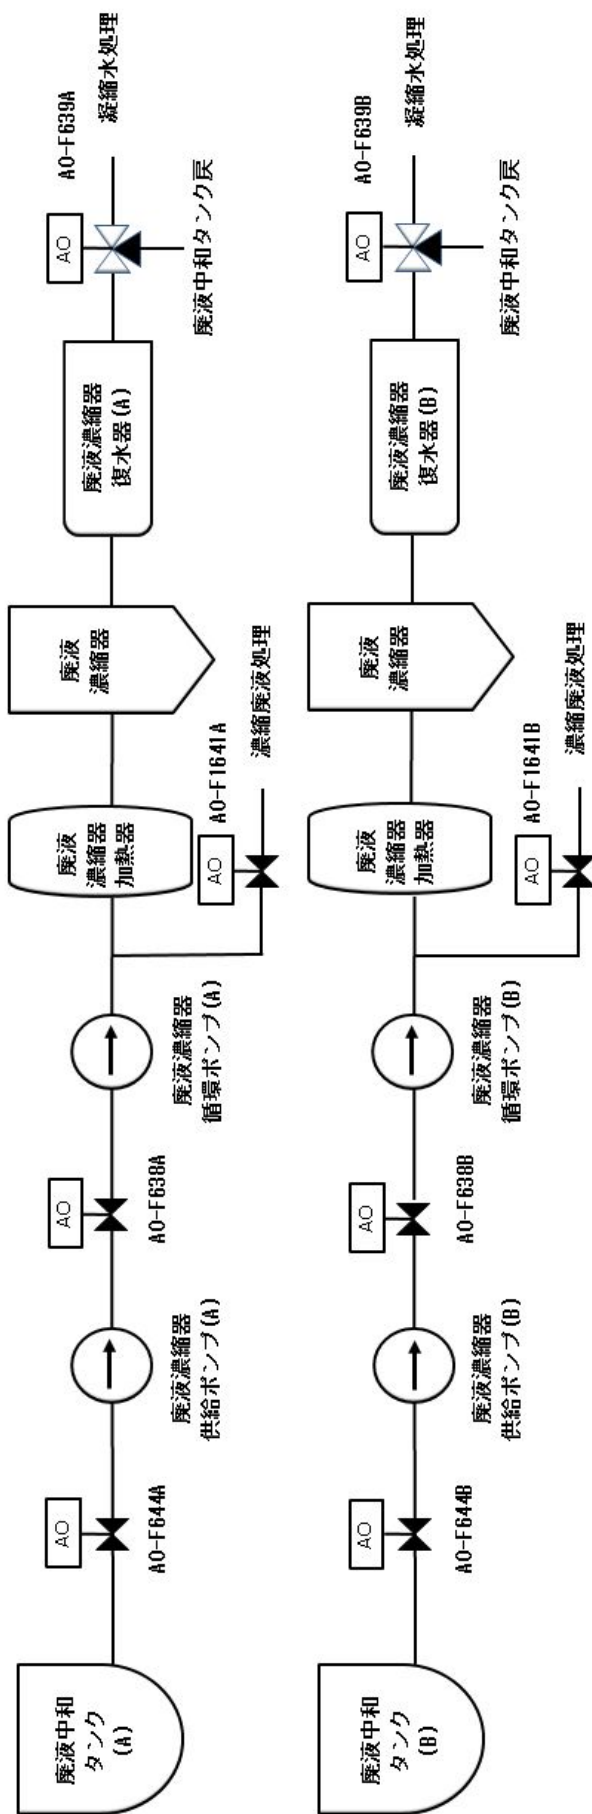 廃液中和
タンク
(A)
AO
AO-F644A
廃液濃縮器
供給ポンプ(A)
AO
AO-F638A
廃液濃縮器
循環ポンプ(A)
廃液
濃縮器
加熱器
AO
AO-F1641A
濃縮廃液処理
廃液
濃縮器
廃液濃縮器
復水器(A)
AO
AO-F639A
凝縮水処理
廃液中和タンク戻
廃液中和
タンク
(B)
AO
AO-F644B
廃液濃縮器
供給ポンプ(B)
AO
AO-F638B
廃液濃縮器
循環ポンプ(B)
廃液
濃縮器
加熱器
AO
AO-F1641B
濃縮廃液処理
廃液
濃縮器
廃液濃縮器
復水器(B)
AO
AO-F639B
凝縮水処理
廃液中和タンク戻